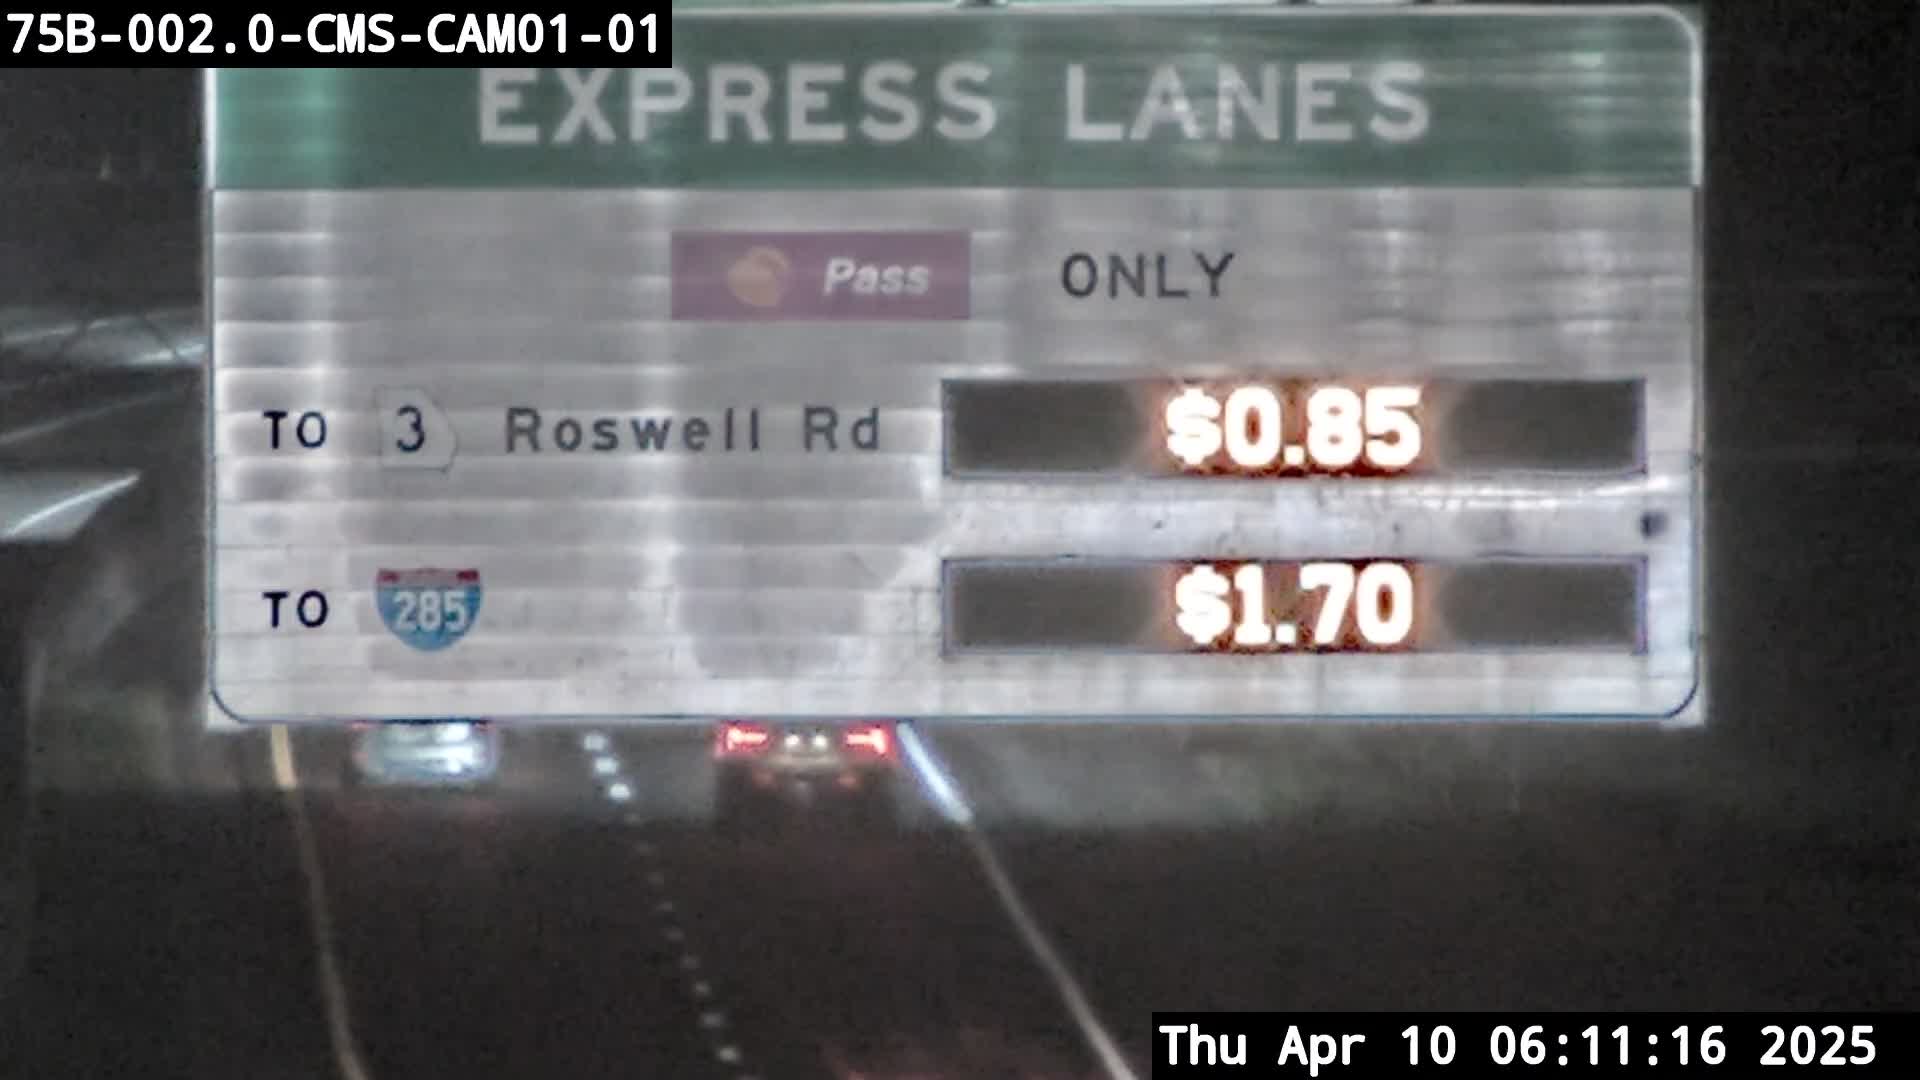 75B-002.0-CMS-CAM01-01
EXPRESS LANES
Pass ONLY
TO 3 Roswell Rd $0.85
TO 285 $1.70
Thu Apr 10 06:11:16 2025